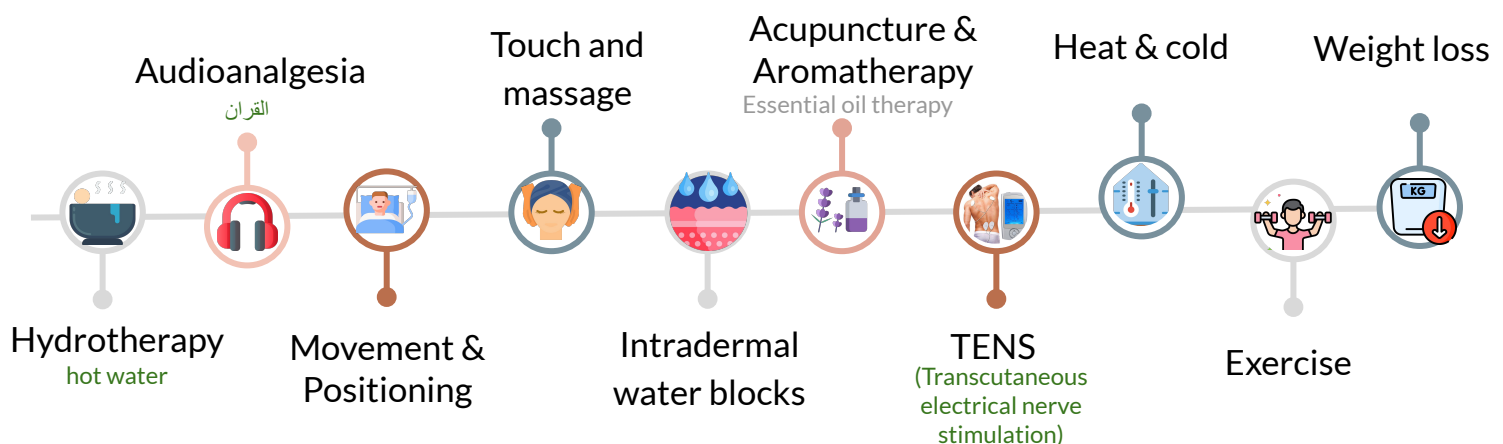 Hydrotherapy
hot water
Audioanalgesia
القران
Movement &
Positioning
Touch and
massage
Intradermal
water blocks
Acupuncture &
Aromatherapy
Essential oil therapy
TENS
(Transcutaneous
electrical nerve
stimulation)
Heat & cold
Exercise
Weight loss
KG